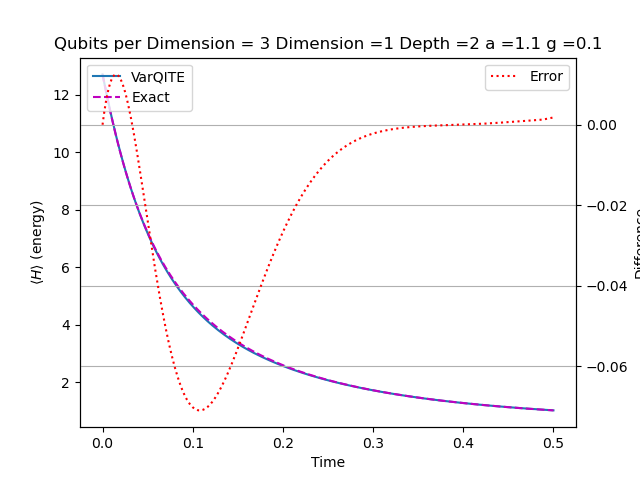 Qubits per Dimension = 3 Dimension =1 Depth =2 a =1.1 g =0.1
VarQITE
Exact
Error
12
10
8
6
4
2
0.00
−0.02
−0.04
−0.06
⟨H⟩ (energy)
Difference
0.0 0.1 0.2 0.3 0.4 0.5
Time